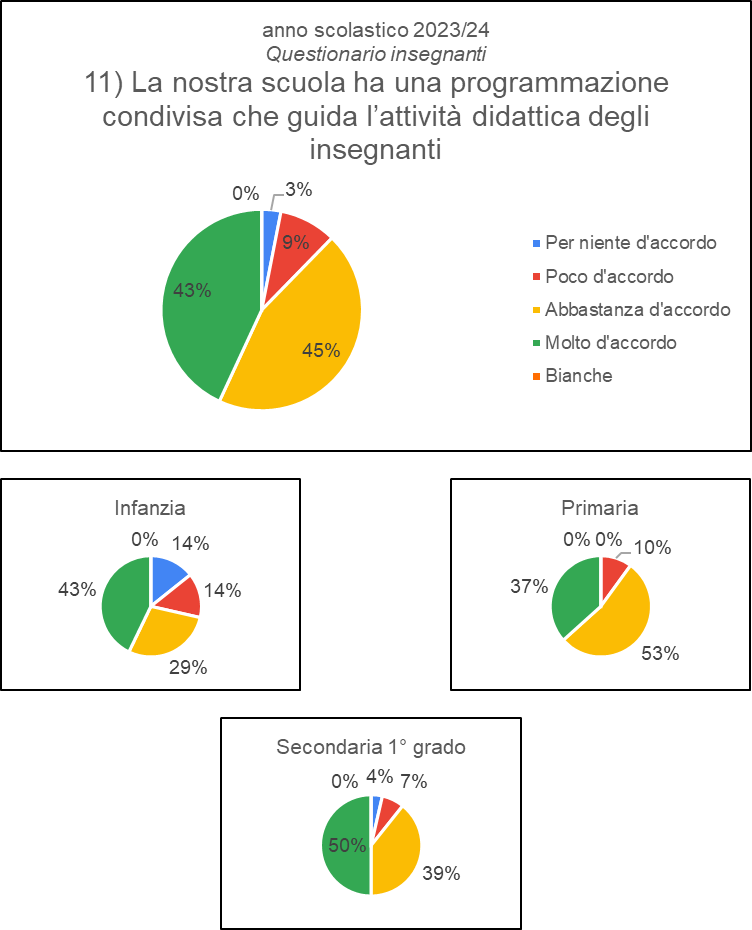 anno scolastico 2023/24
Questionario insegnanti
11) La nostra scuola ha una programmazione
condivisa che guida l’attività didattica degli
insegnanti
0% 3%
9%
43%
45%
Per niente d'accordo
Poco d'accordo
Abbastanza d'accordo
Molto d'accordo
Bianche
Infanzia
0% 14%
43% 14%
29%
Primaria
0% 0% 10%
37%
53%
Secondaria 1° grado
0% 4% 7%
50%
39%